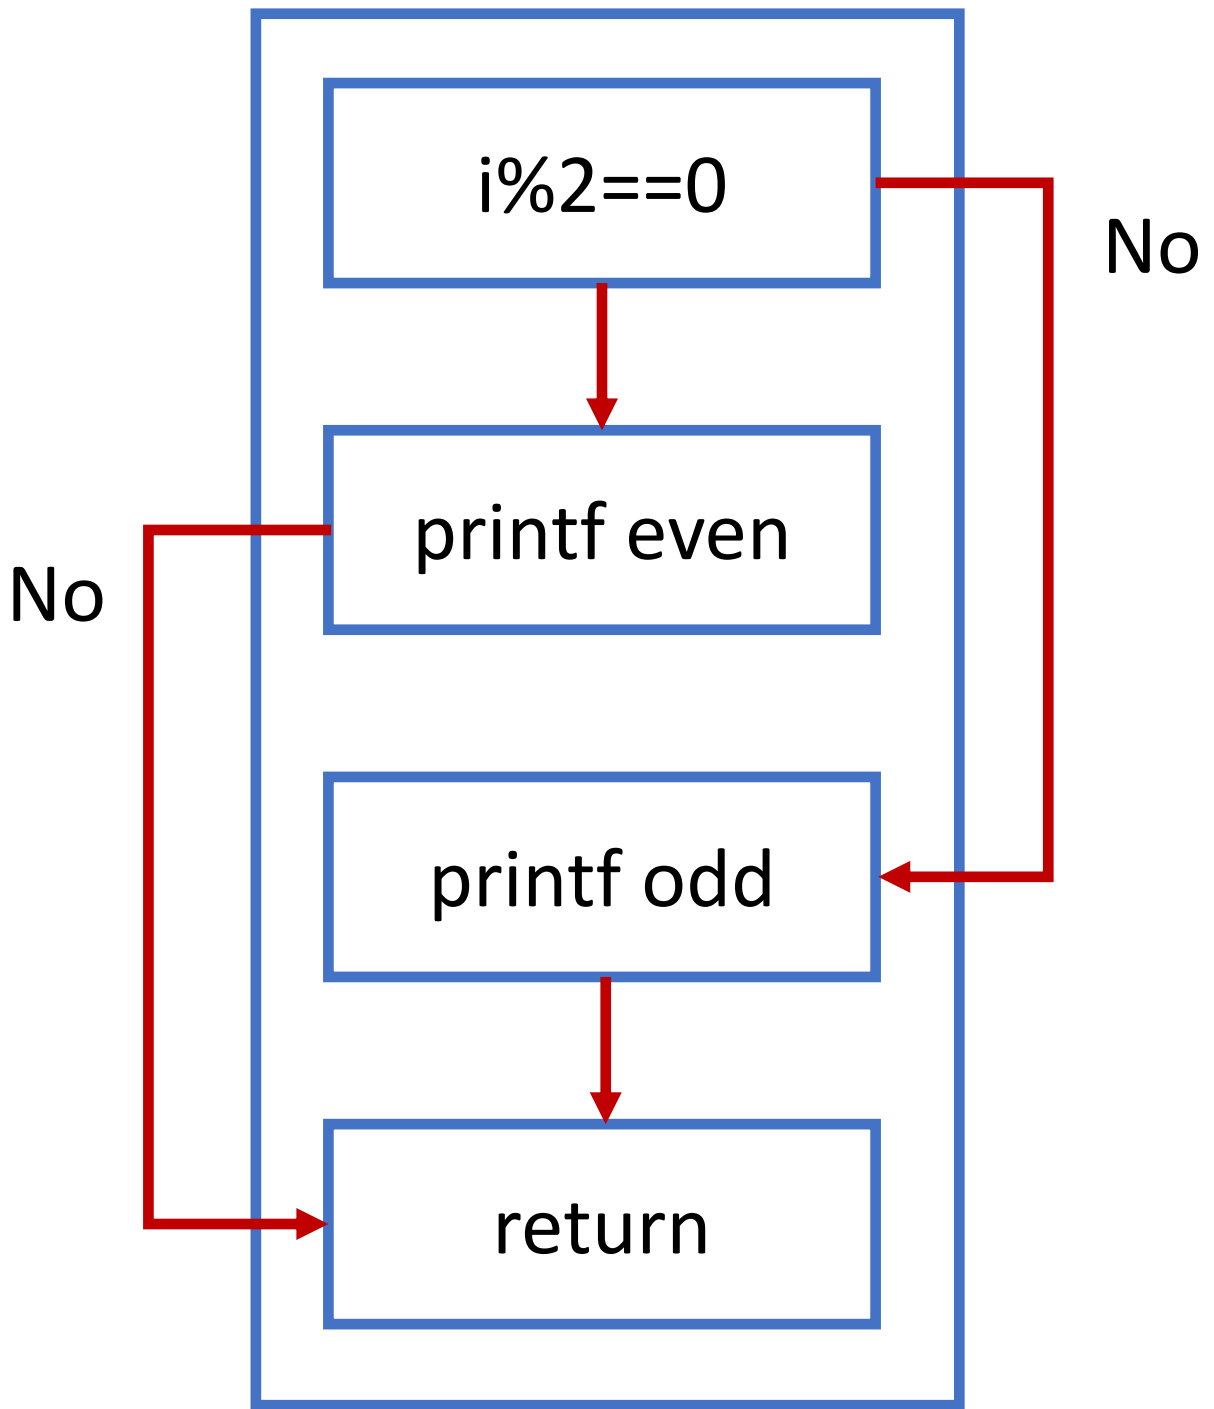 i%2==0
No
printf even
No
printf odd
return